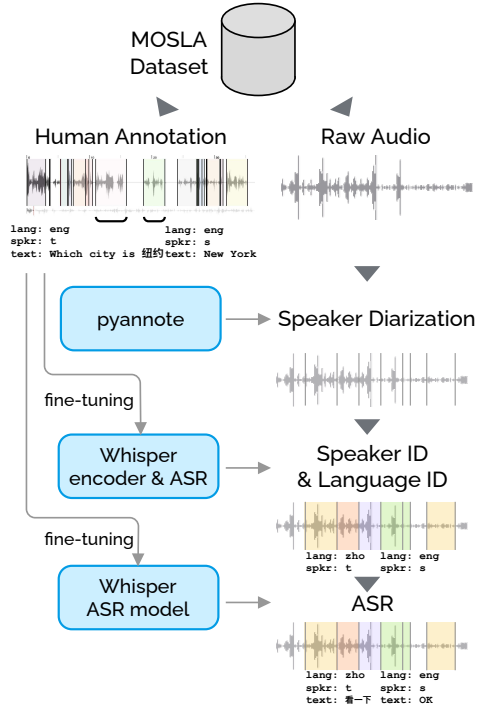 MOSLA
Dataset
Human Annotation
Raw Audio
lang: eng
spkr: t
text: Which city is 纽约
lang: eng
spkr: s
text: New York
pyannote
Speaker Diarization
fine-tuning
Whisper
encoder & ASR
Speaker ID
& Language ID
lang: zho
spkr: t
lang: eng
spkr: s
fine-tuning
Whisper
ASR model
ASR
lang: zho
spkr: t
text: 看一下
lang: eng
spkr: s
text: OK